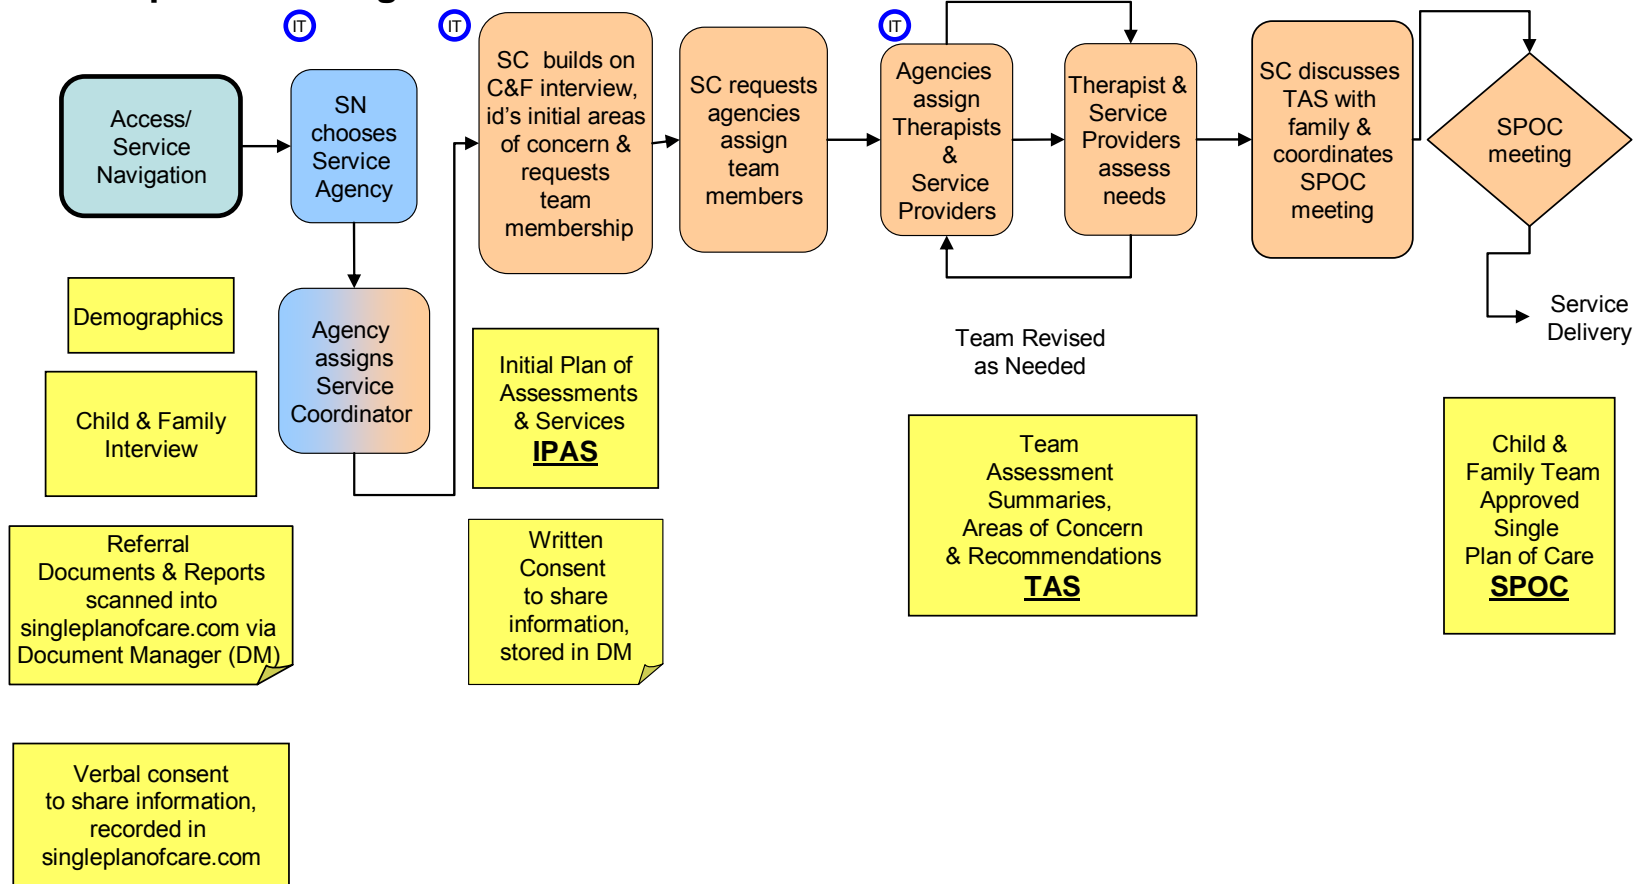 IT
IT
IT
Access/
Service
Navigation
SN
chooses
Service
Agency
Agency
assigns
Service
Coordinator
SC builds on
C&F interview,
id's initial areas
of concern &
requests
team
membership
SC requests
agencies
assign
team
members
Agencies
assign
Therapists
&
Service
Providers
Therapist &
Service
Providers
assess
needs
SC discusses
TAS with
family &
coordinates
SPOC
meeting
SPOC
meeting
Service
Delivery
Team Revised
as Needed
Demographics
Child & Family
Interview
Referral
Documents & Reports
scanned into
singleplanofcare.com via
Document Manager (DM)
Verbal consent
to share information,
recorded in
singleplanofcare.com
Initial Plan of
Assessments
& Services
IPAS
Written
Consent
to share
information,
stored in DM
Team
Assessment
Summaries,
Areas of Concern
& Recommendations
TAS
Child &
Family Team
Approved
Single
Plan of Care
SPOC